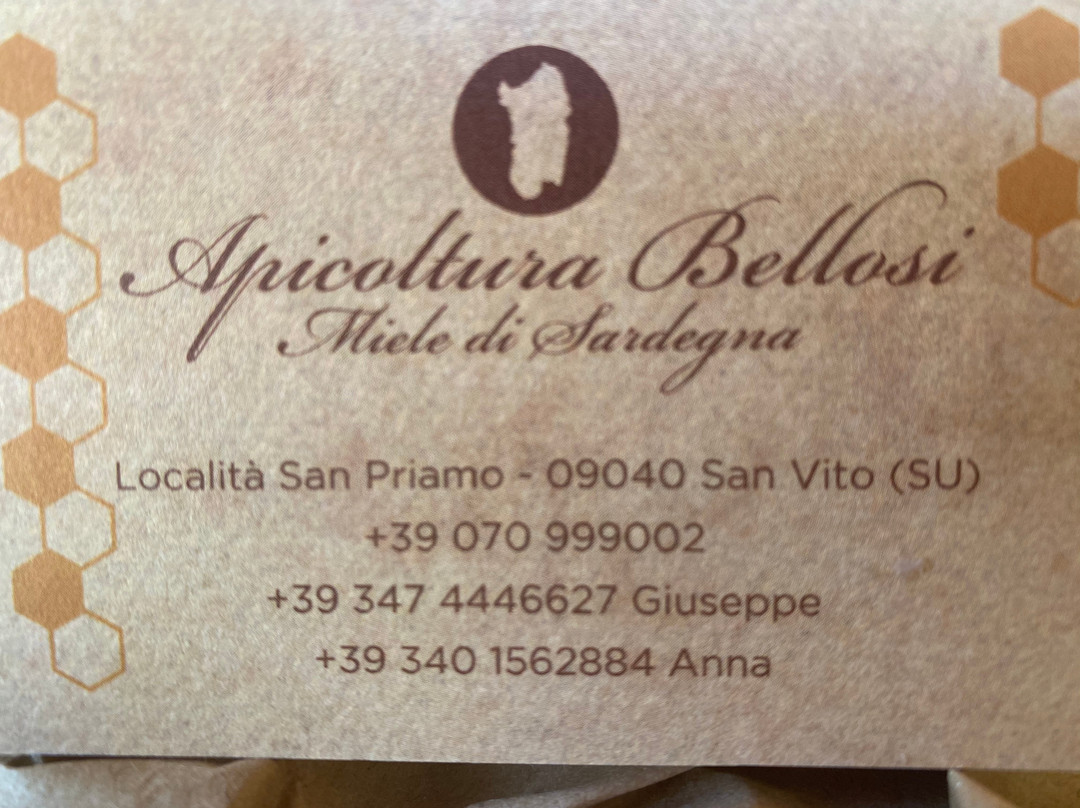 Apicoltura Bellosi
Miele di Sardegna
Località San Priamo - 09040 San Vito (SU)
+39 070 999002
+39 347 4446627 Giuseppe
+39 340 1562884 Anna